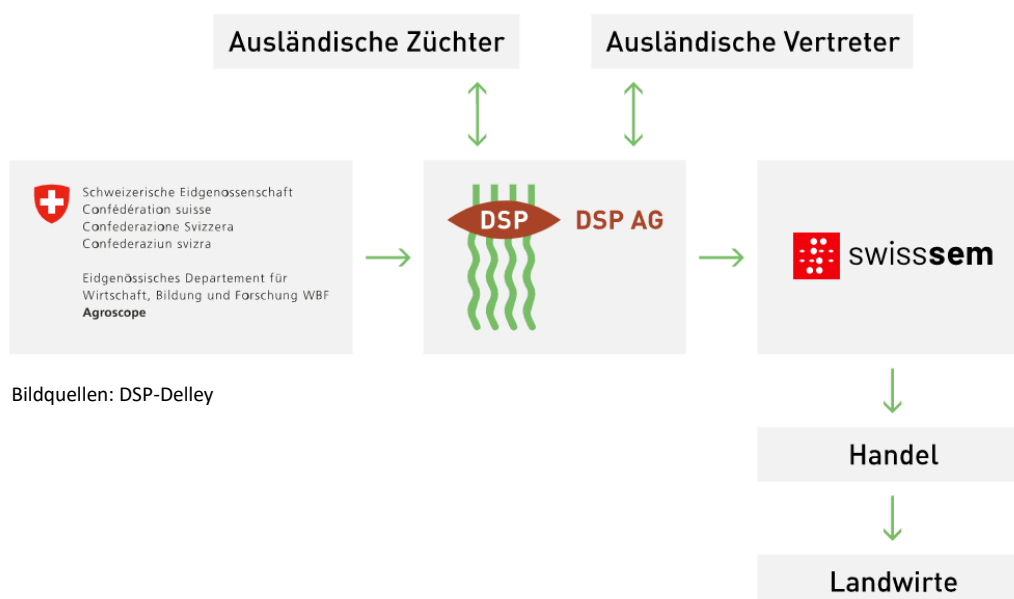 Ausländische Züchter
Ausländische Vertreter
Schweizerische Eidgenossenschaft
Confédération suisse
Confederazione Svizzera
Confederaziun svizra
Eidgenössisches Departement für
Wirtschaft, Bildung und Forschung WBF
Agroscope
DSP
DSP AG
swisssem
Bildquellen: DSP-Delley
Handel
Landwirte